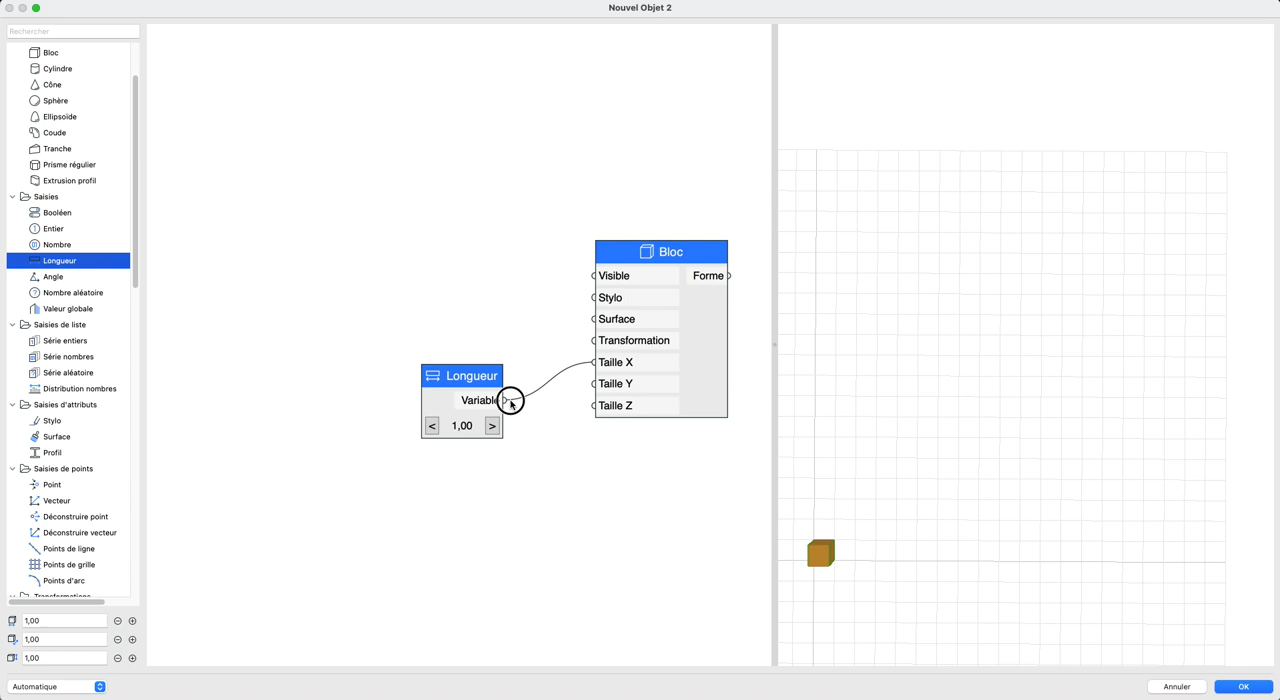 Nouvel Objet 2
Rechercher
Bloc
Cylindre
Cône
Sphère
Ellipsoïde
Coude
Tranche
Prisme régulier
Extrusion profil
Saisies
Booléen
Entier
Nombre
Longueur
Angle
Nombre aléatoire
Valeur globale
Saisies de liste
Série entiers
Série nombres
Série aléatoire
Distribution nombres
Saisies d'attributs
Stylo
Surface
Profil
Saisies de points
Point
Vecteur
Déconstruire point
Déconstruire vecteur
Points de ligne
Points de grille
Points d'arc
Transformations
1,00
1,00
1,00
Automatique
Longueur
Variable
< 1,00 >
Bloc
Visible Forme
Stylo
Surface
Transformation
Taille X
Taille Y
Taille Z
Annuler OK